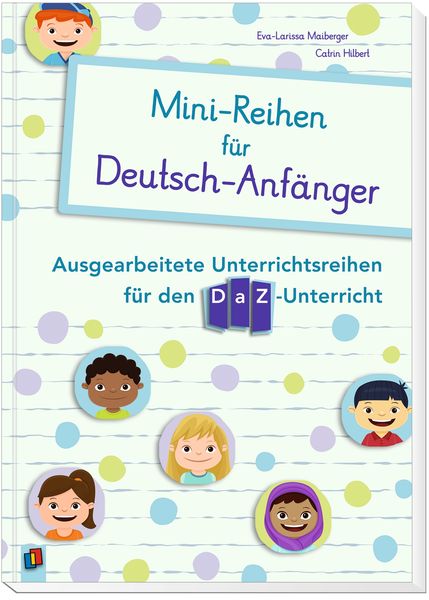 Eva-Larissa Maiberger
Catrin Hilbert
Mini-Reihen
für
Deutsch-Anfänger
Ausgearbeitete Unterrichtsreihen
für den DaZ-Unterricht